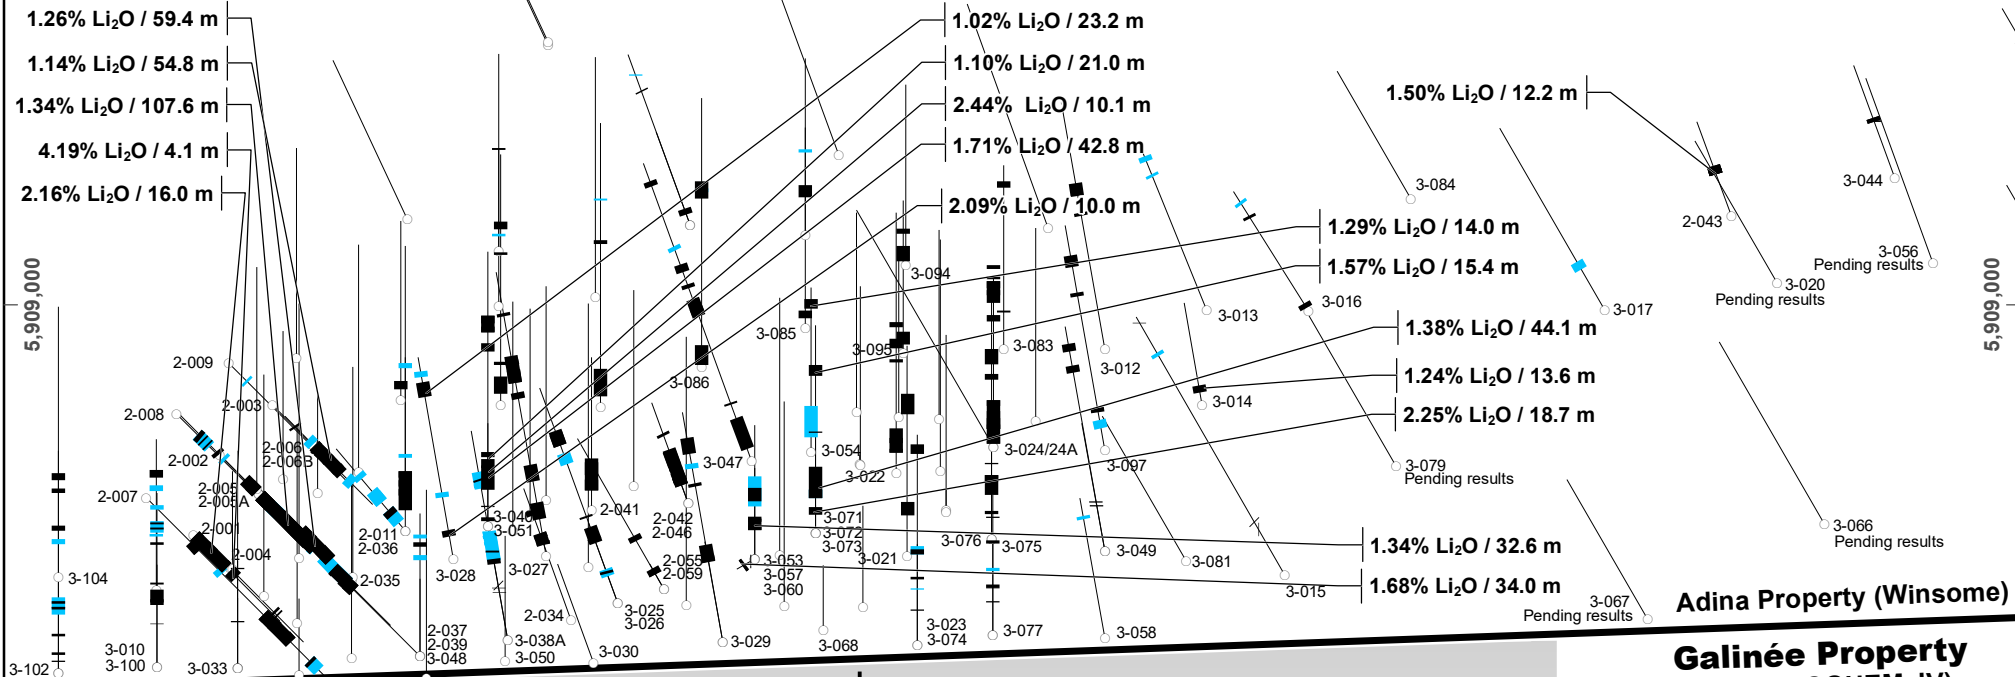 1.26% Li₂O / 59.4 m
1.14% Li₂O / 54.8 m
1.34% Li₂O / 107.6 m
4.19% Li₂O / 4.1 m
2.16% Li₂O / 16.0 m
1.02% Li₂O / 23.2 m
1.10% Li₂O / 21.0 m
2.44% Li₂O / 10.1 m
1.71% Li₂O / 42.8 m
2.09% Li₂O / 10.0 m
1.50% Li₂O / 12.2 m
1.29% Li₂O / 14.0 m
1.57% Li₂O / 15.4 m
1.38% Li₂O / 44.1 m
1.24% Li₂O / 13.6 m
2.25% Li₂O / 18.7 m
1.34% Li₂O / 32.6 m
1.68% Li₂O / 34.0 m
5,909,000
5,909,000
3-084
3-044
2-043
3-056
Pending results
3-020
Pending results
3-094
3-016
3-013
3-017
3-085
3-095
3-083
3-012
2-009
3-086
2-008
2-003
3-014
2-006
2-006B
2-002
3-047
3-054
3-022
3-024/24A
3-097
3-079
Pending results
2-005
2-005A
2-007
2-001
2-004
2-011
2-036
3-040
3-051
2-041
2-042
2-046
3-071
3-072
3-073
3-076
3-075
3-049
3-066
Pending results
3-104
2-035
3-028
3-027
2-055
2-059
3-053
3-057
3-060
3-021
3-081
3-015
2-034
3-025
3-026
3-067
Pending results
2-037
2-039
3-048
3-038A
3-050
3-030
3-029
3-068
3-023
3-074
3-077
3-058
3-010
3-100
3-102
3-033
Adina Property (Winsome)
Galinée Property